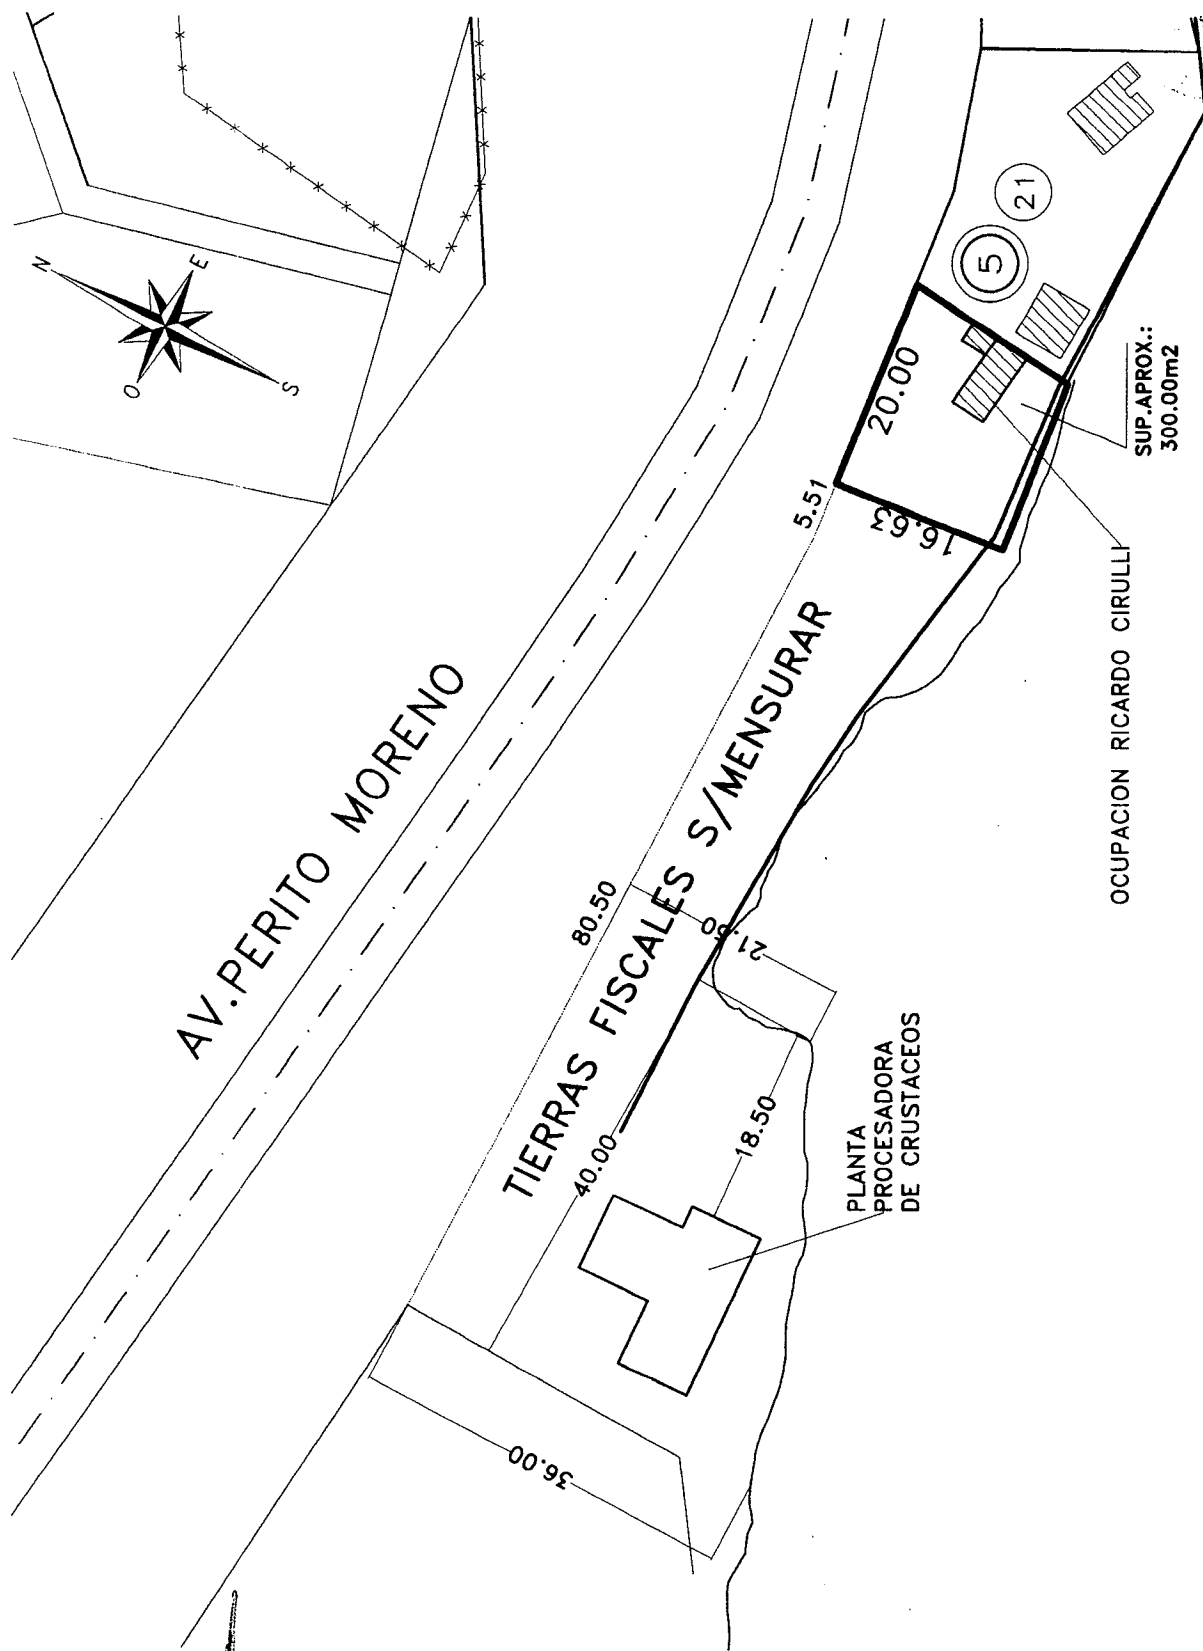 N
E
O
S
AV.PERITO MORENO
TIERRAS FISCALES S/MENSURAR
5.51
20.00
16.63
80.50
21.60
40.00
18.50
36.00
5
21
SUP.APROX.:
300.00m2
OCUPACION RICARDO CIRULLI
PLANTA
PROCESADORA
DE CRUSTACEOS